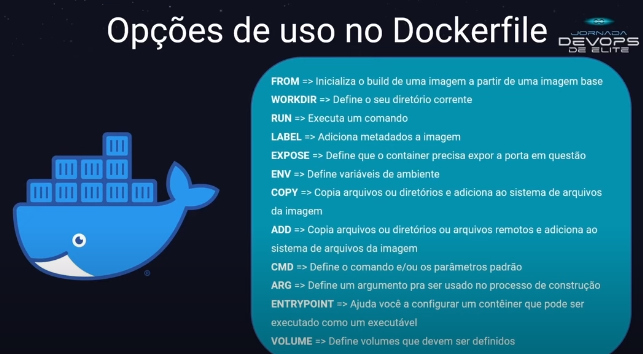 Opções de uso no Dockerfile
JORNADA
DEVOPS
DE ELITE
FROM => Inicializa o build de uma imagem a partir de uma imagem base
WORKDIR => Define o seu diretório corrente
RUN => Executa um comando
LABEL => Adiciona metadados a imagem
EXPOSE => Define que o container precisa expor a porta em questão
ENV => Define variáveis de ambiente
COPY => Copia arquivos ou diretórios e adiciona ao sistema de arquivos
da imagem
ADD => Copia arquivos ou diretórios ou arquivos remotos e adiciona ao
sistema de arquivos da imagem
CMD => Define o comando e/ou os parâmetros padrão
ARG => Define um argumento pra ser usado no processo de construção
ENTRYPOINT => Ajuda você a configurar um contêiner que pode ser
executado como um executável
VOLUME => Define volumes que devem ser definidos
®